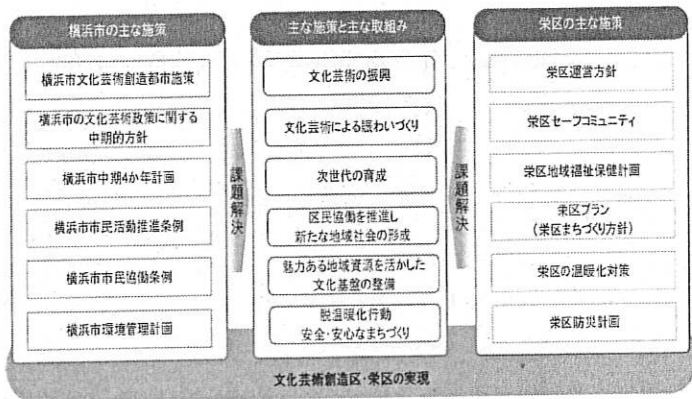 横浜市の主な施策
横浜市文化芸術創造都市施策
横浜市の文化芸術政策に関する
中期的方針
横浜市中期4か年計画
横浜市市民活動推進条例
横浜市市民協働条例
横浜市環境管理計画
課題解決
主な施策と主な取組み
文化芸術の振興
文化芸術による賑わいづくり
次世代の育成
区民協働を推進し
新たな地域社会の形成
魅力ある地域資源を活かした
文化基盤の整備
脱温暖化行動
安全・安心なまちづくり
課題解決
栄区の主な施策
栄区運営方針
栄区セーフコミュニティ
栄区地域福祉保健計画
栄区プラン
(栄区まちづくり方針)
栄区の温暖化対策
栄区防災計画
文化芸術創造区・栄区の実現